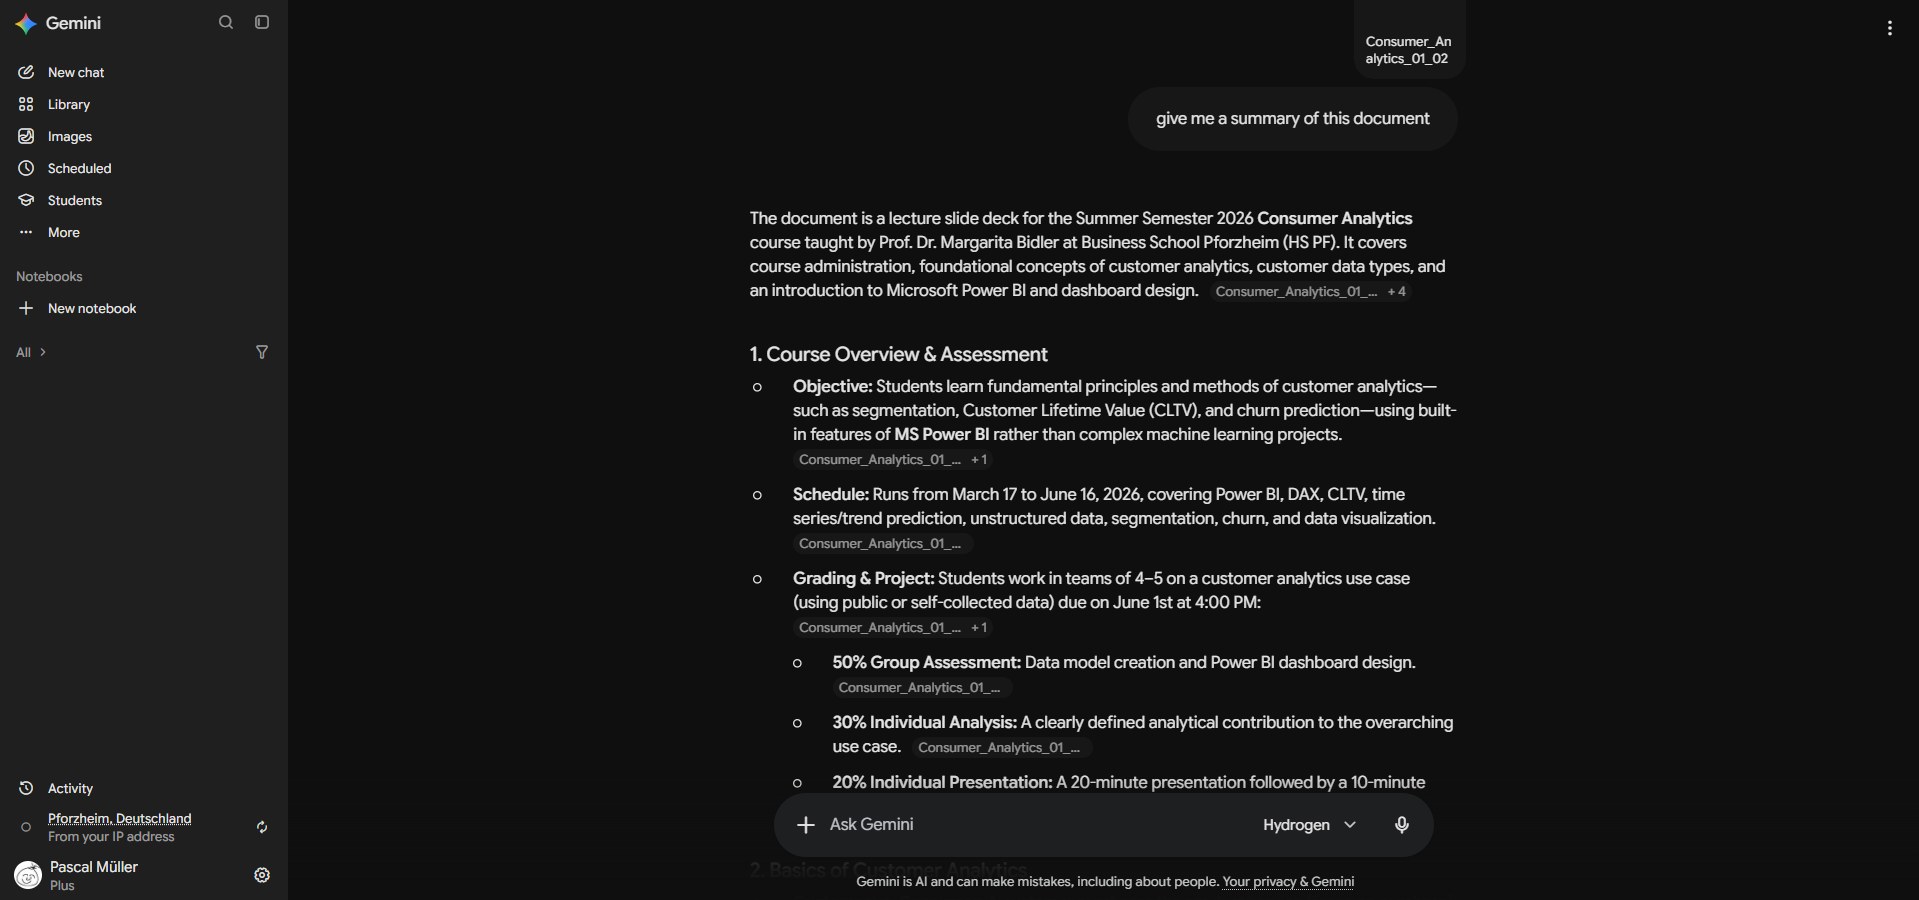 Gemini
New chat
Library
Images
Scheduled
Students
More
Notebooks
New notebook
All
Activity
Pforzheim, Deutschland
From your IP address
Pascal Müller
Plus
Consumer_An
alytics_01_02
give me a summary of this document
The document is a lecture slide deck for the Summer Semester 2026 Consumer Analytics
course taught by Prof. Dr. Margarita Bidler at Business School Pforzheim (HS PF). It covers
course administration, foundational concepts of customer analytics, customer data types, and
an introduction to Microsoft Power BI and dashboard design. Consumer_Analytics_01_... +4
1. Course Overview & Assessment
Objective: Students learn fundamental principles and methods of customer analytics—
such as segmentation, Customer Lifetime Value (CLTV), and churn prediction—using built-
in features of MS Power BI rather than complex machine learning projects.
Consumer_Analytics_01_... +1
Schedule: Runs from March 17 to June 16, 2026, covering Power BI, DAX, CLTV, time
series/trend prediction, unstructured data, segmentation, churn, and data visualization.
Consumer_Analytics_01_...
Grading & Project: Students work in teams of 4–5 on a customer analytics use case
(using public or self-collected data) due on June 1st at 4:00 PM:
Consumer_Analytics_01_... +1
50% Group Assessment: Data model creation and Power BI dashboard design.
Consumer_Analytics_01_...
30% Individual Analysis: A clearly defined analytical contribution to the overarching
use case. Consumer_Analytics_01_...
20% Individual Presentation: A 20-minute presentation followed by a 10-minute
Ask Gemini
Hydrogen
2. Basics of Customer Analytics
Gemini is AI and can make mistakes, including about people. Your privacy & Gemini